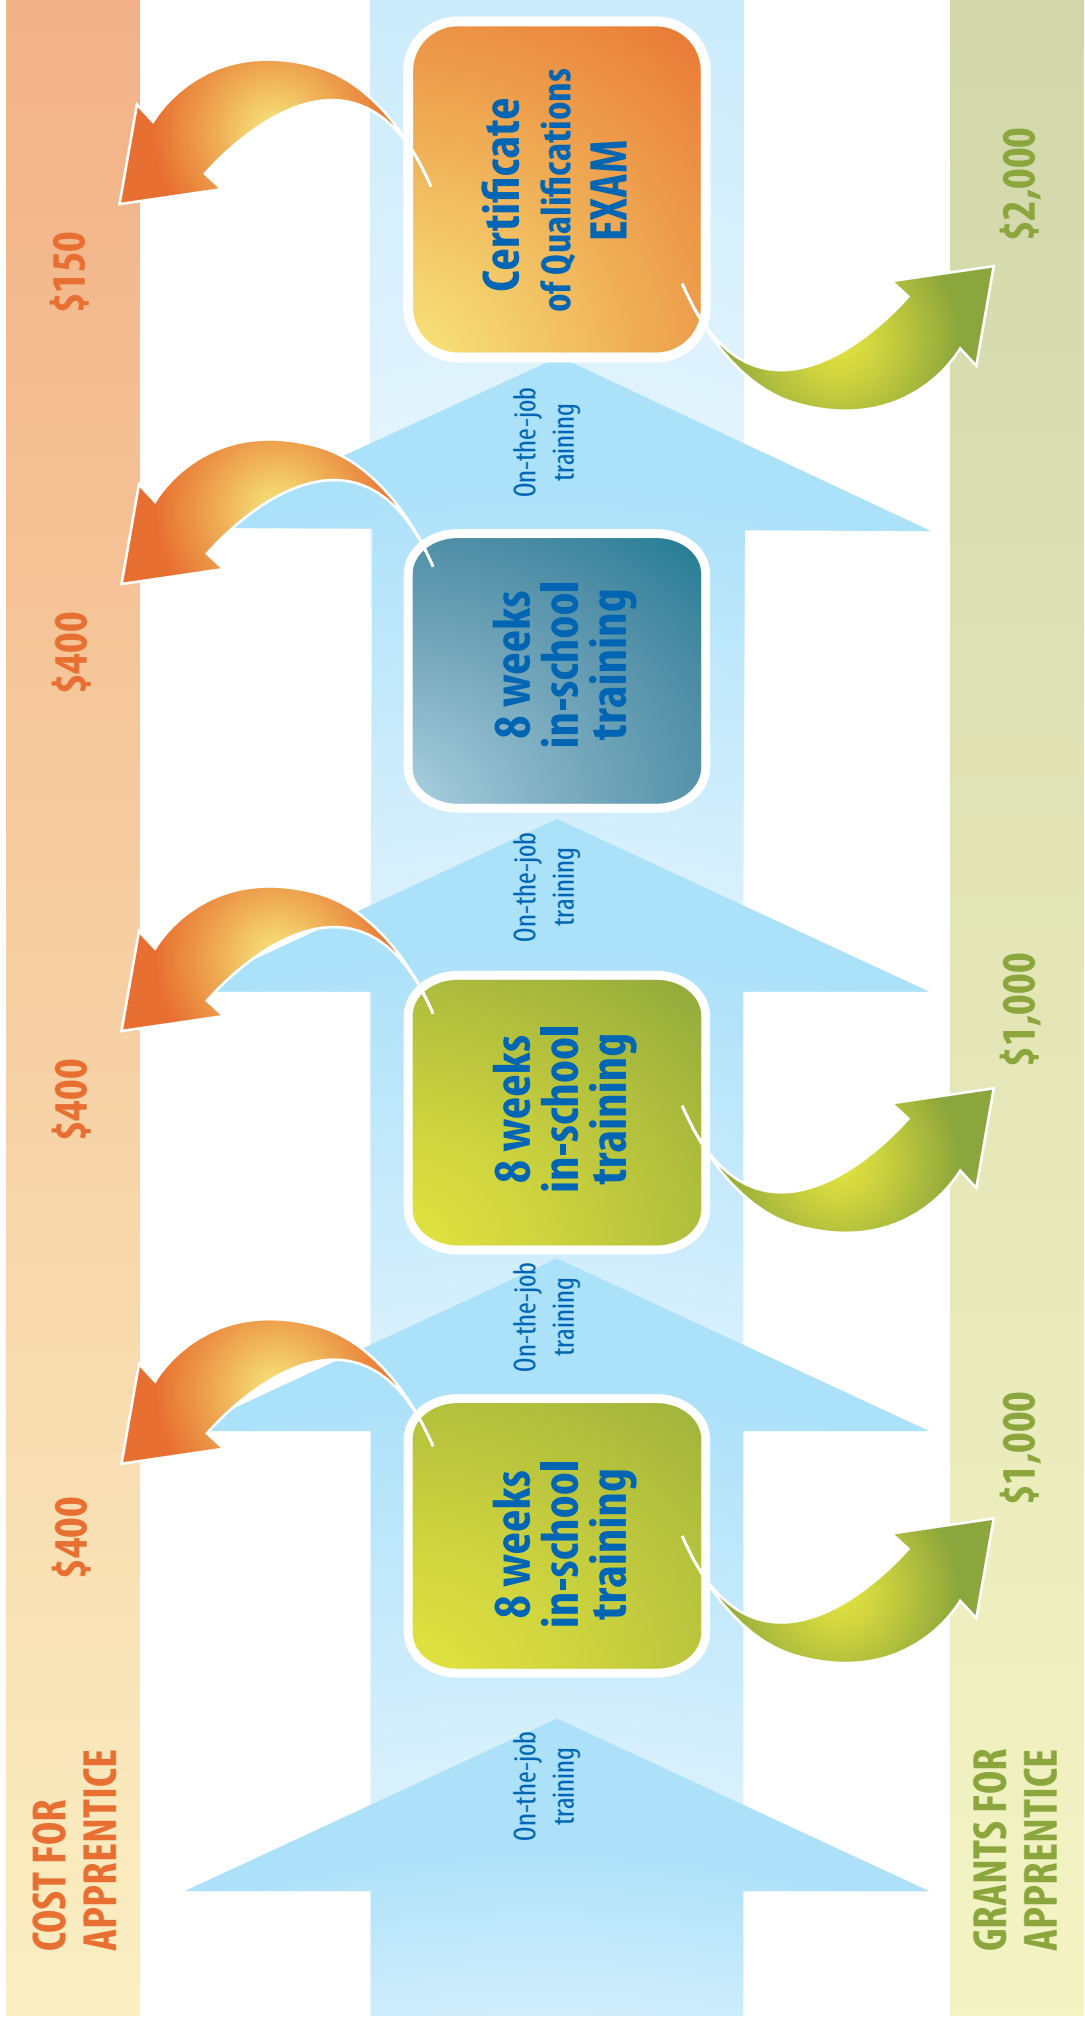 COST FOR
APPRENTICE
$400
$400
$400
$150
On-the-job
training
8 weeks
in-school
training
On-the-job
training
8 weeks
in-school
training
On-the-job
training
8 weeks
in-school
training
On-the-job
training
Certificate
of Qualifications
EXAM
GRANTS FOR
APPRENTICE
$1,000
$1,000
$2,000